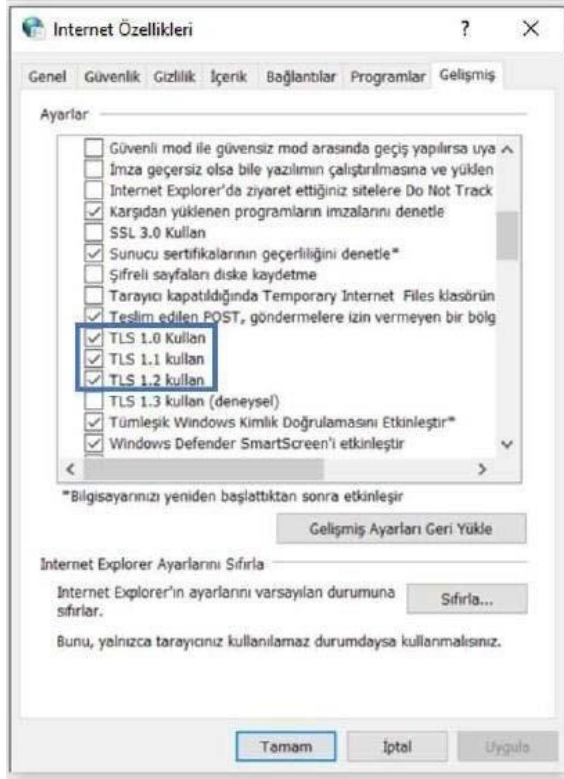 Internet Özellikleri
Genel Güvenlik Gizlilik İçerik Bağlantılar Programlar Gelişmiş
Ayarlar
Güvenli mod ile güvensiz mod arasında geçiş yapılırsa uya
İmza geçersiz olsa bile yazılımın çalıştırılmasına ve yüklen
Internet Explorer'da ziyaret ettiğiniz sitelere Do Not Track
Karşıdan yüklenen programların imzalarını denetle
SSL 3.0 Kullan
Sunucu sertifikalarının geçerliliğini denetle*
Şifreli sayfaları diske kaydetme
Tarayıcı kapatıldığında Temporary Internet Files klasörün
Teslim edilen POST, göndermelere izin vermeyen bir bölg
TLS 1.0 Kullan
TLS 1.1 kullan
TLS 1.2 kullan
TLS 1.3 kullan (deneysel)
Tümleşik Windows Kimlik Doğrulamasını Etkinleştir*
Windows Defender SmartScreen'i etkinleştir
*Bilgisayarınızı yeniden başlattıktan sonra etkinleşir
Gelişmiş Ayarları Geri Yükle
Internet Explorer Ayarlarını Sıfırla
Internet Explorer'ın ayarlarını varsayılan durumuna
sıfırlar.
Sıfırla...
Bunu, yalnızca tarayıcınız kullanılamaz durumdaysa kullanmalısınız.
Tamam İptal Uygula